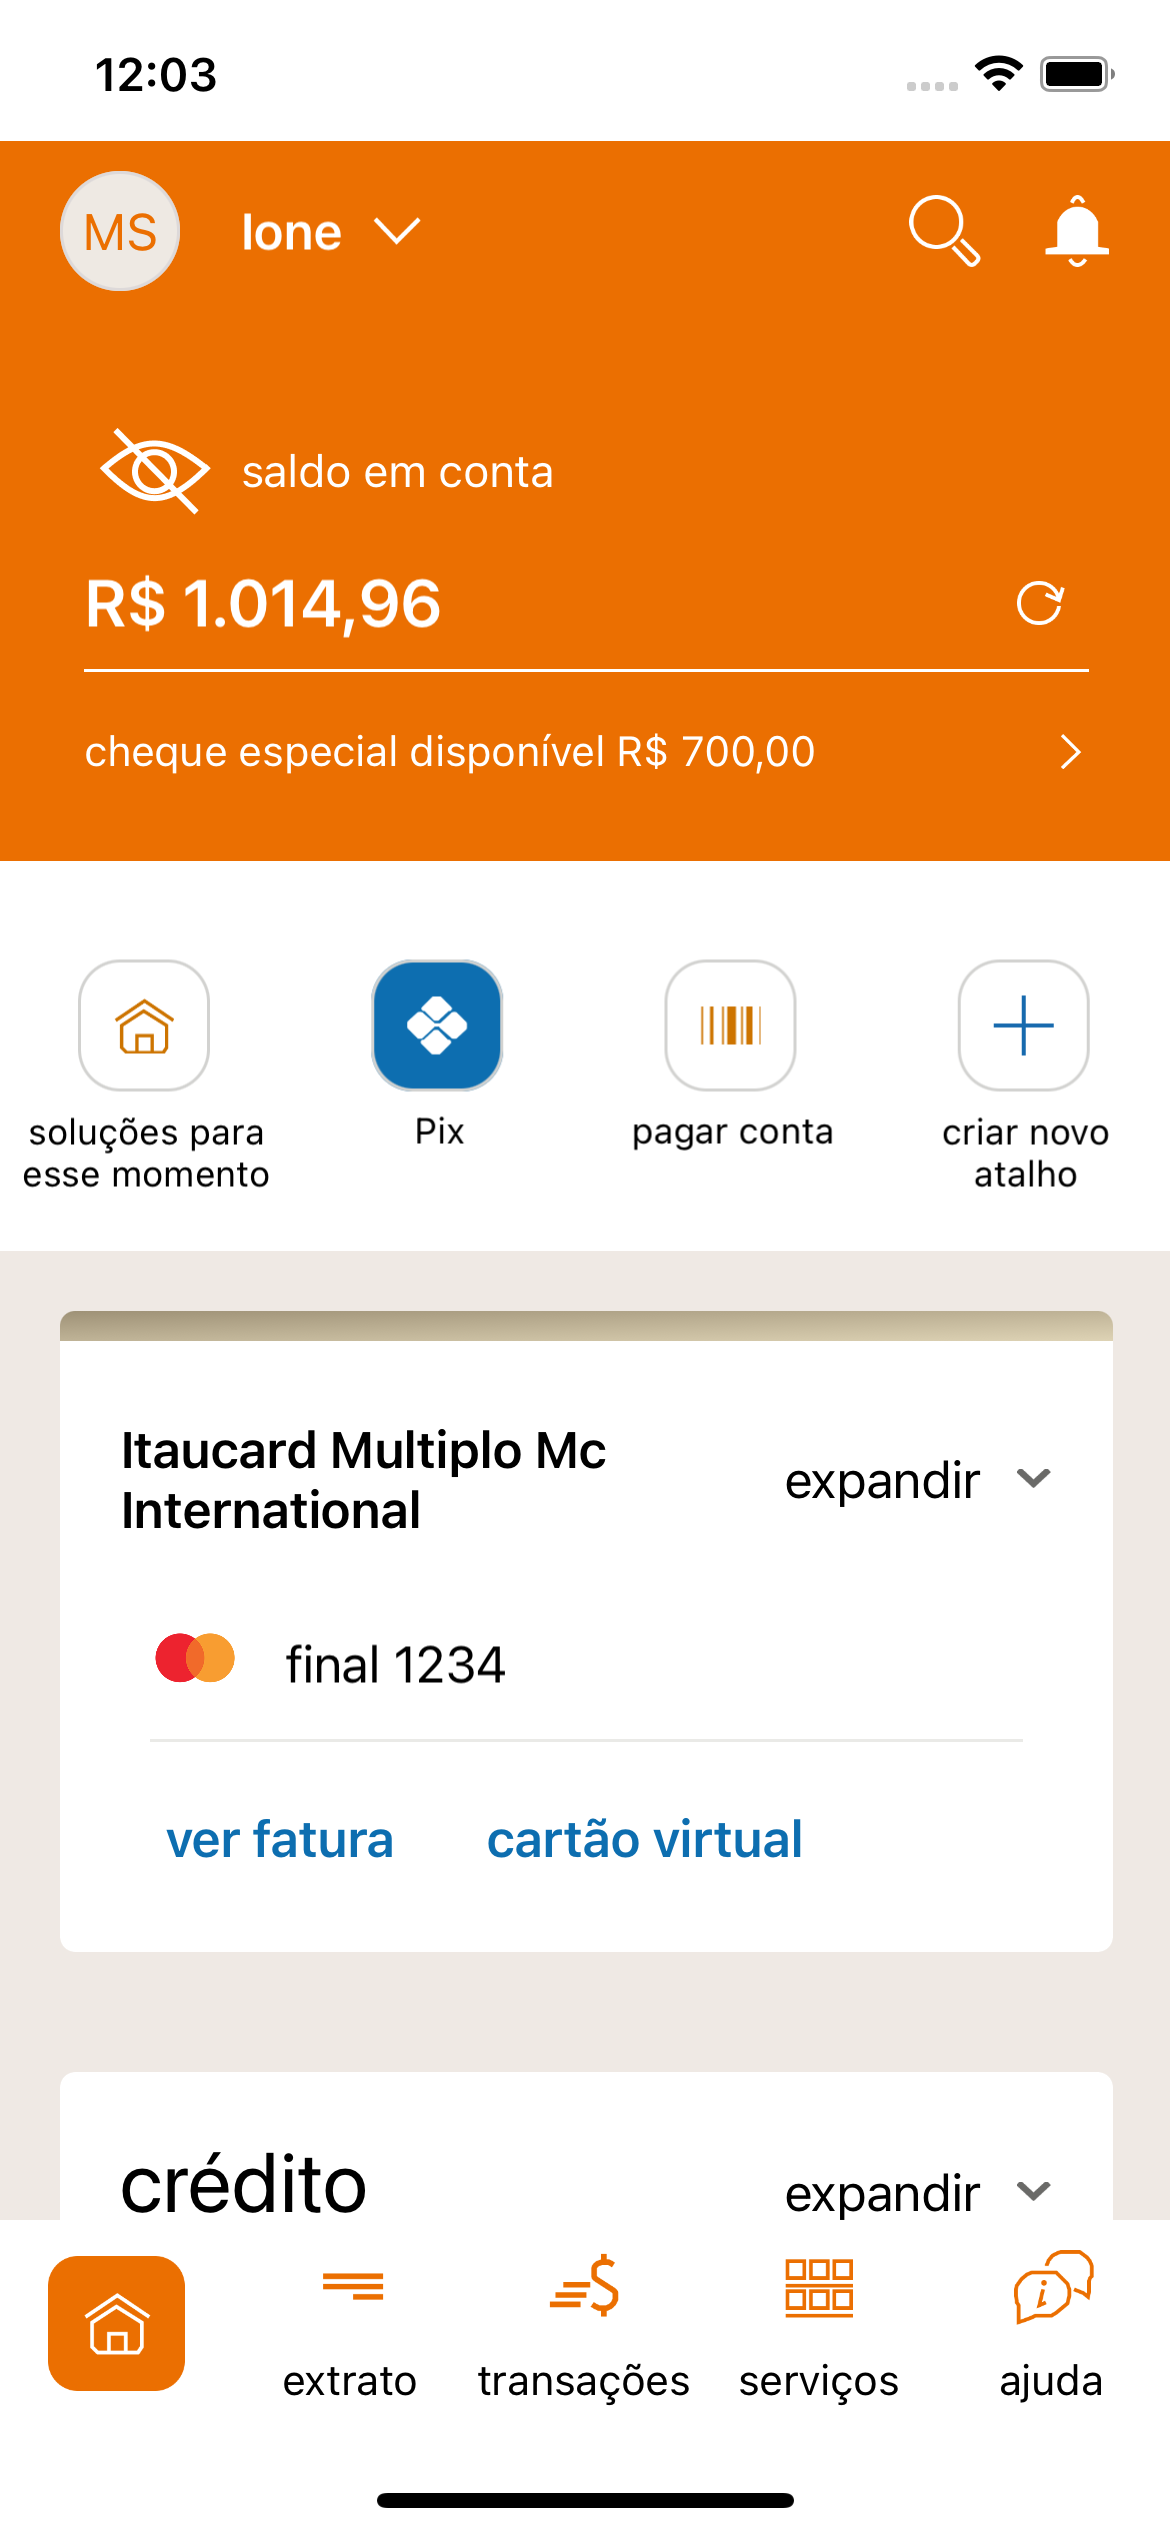 12:03
MS
Ione
saldo em conta
R$ 1.014,96
cheque especial disponível R$ 700,00
soluções para
esse momento
Pix
pagar conta
criar novo
atalho
Itaucard Multiplo Mc
International
expandir
final 1234
ver fatura
cartão virtual
crédito
expandir
extrato
transações
serviços
ajuda